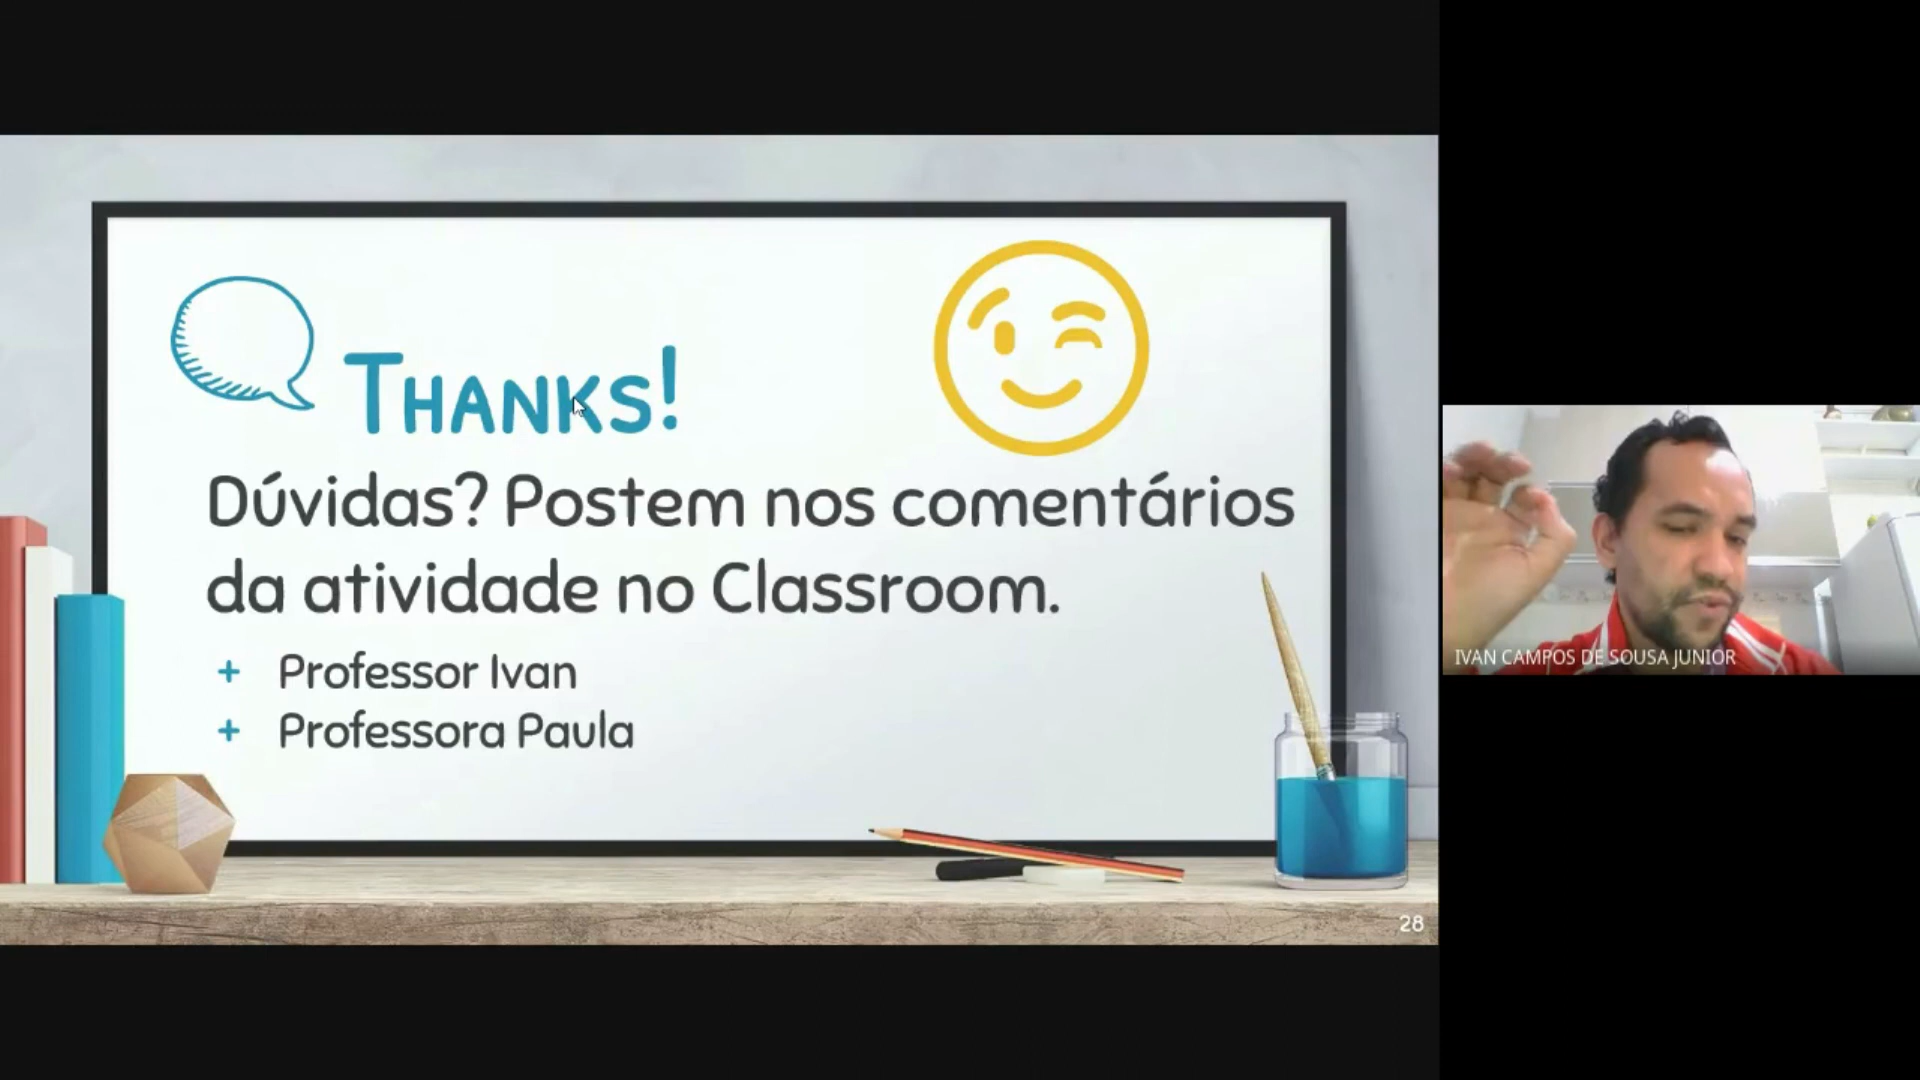 THANKS!
Dúvidas? Postem nos comentários
da atividade no Classroom.
+ Professor Ivan
+ Professora Paula
28
IVAN CAMPOS DE SOUSA JUNIOR